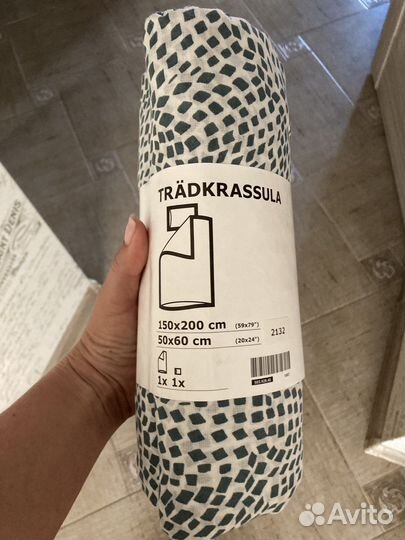 TRÄDKRASSULA
150x200 cm (59x79")
50x60 cm (20x24")
2132
1x 1x
Avito